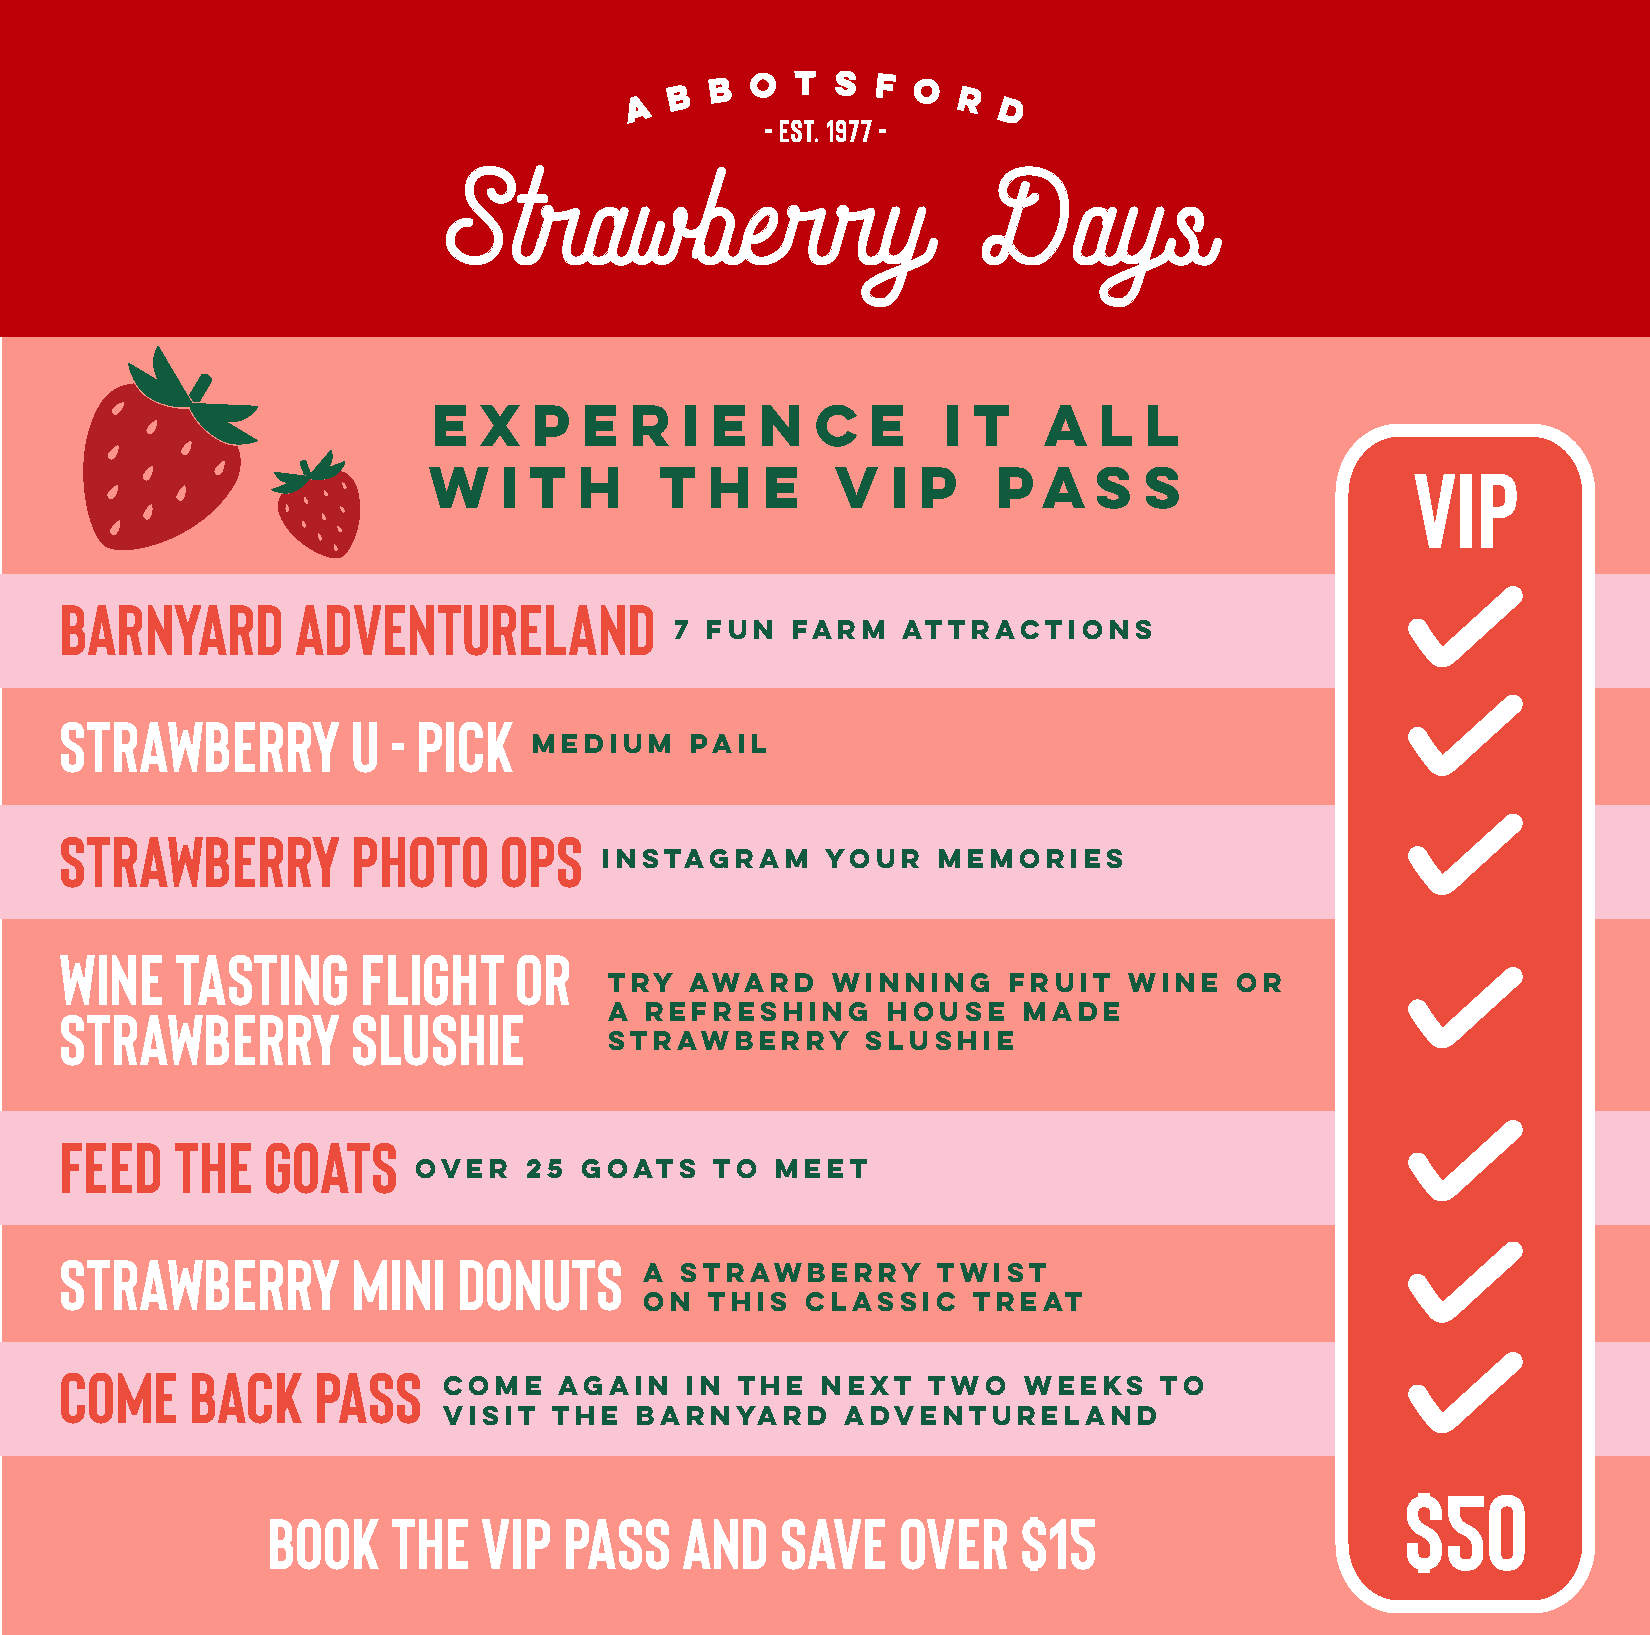 ABBOTSFORD
- EST. 1977 -
Strawberry Days
EXPERIENCE IT ALL
WITH THE VIP PASS
VIP
BARNYARD ADVENTURELAND 7 FUN FARM ATTRACTIONS
STRAWBERRY U - PICK MEDIUM PAIL
STRAWBERRY PHOTO OPS INSTAGRAM YOUR MEMORIES
WINE TASTING FLIGHT OR
STRAWBERRY SLUSHIE
TRY AWARD WINNING FRUIT WINE OR
A REFRESHING HOUSE MADE
STRAWBERRY SLUSHIE
FEED THE GOATS OVER 25 GOATS TO MEET
STRAWBERRY MINI DONUTS
A STRAWBERRY TWIST
ON THIS CLASSIC TREAT
COME BACK PASS
COME AGAIN IN THE NEXT TWO WEEKS TO
VISIT THE BARNYARD ADVENTURELAND
BOOK THE VIP PASS AND SAVE OVER $15
$50